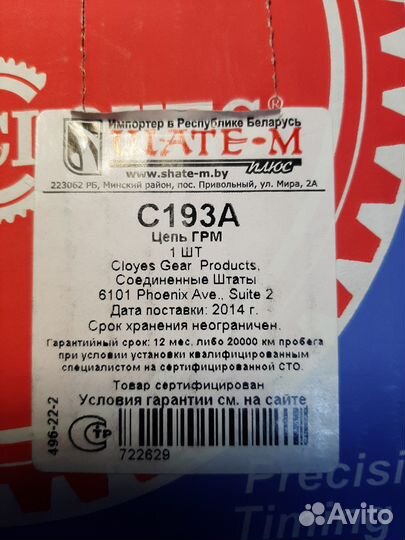 Импортер в Республике Беларусь
SHATE-M
плюс
www.shate-m.by
223062 РБ, Минский район, пос. Привольный, ул. Мира, 2А
C193A
Цепь ГРМ
1 ШТ
Cloyes Gear Products,
Соединенные Штаты
6101 Phoenix Ave., Suite 2
Дата поставки: 2014 г.
Срок хранения неограничен.
Гарантийный срок: 12 мес. либо 20000 км пробега
при условии установки квалифицированным
специалистом на сертифицированной СТО.
Товар сертифицирован
Условия гарантии см. на сайте
496-22-2
722629
Precisi
Timing
Avito